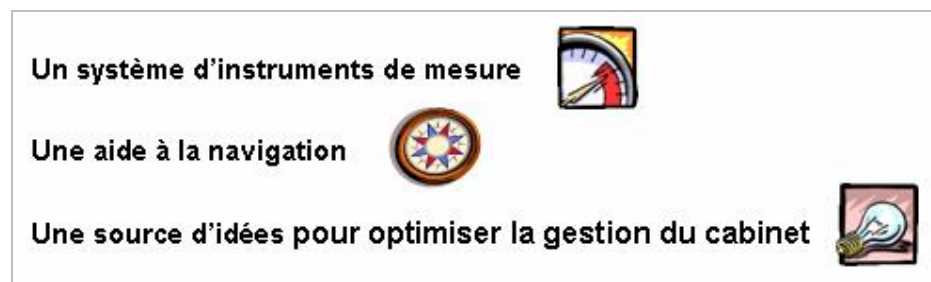 Un système d'instruments de mesure
Une aide à la navigation
Une source d'idées pour optimiser la gestion du cabinet